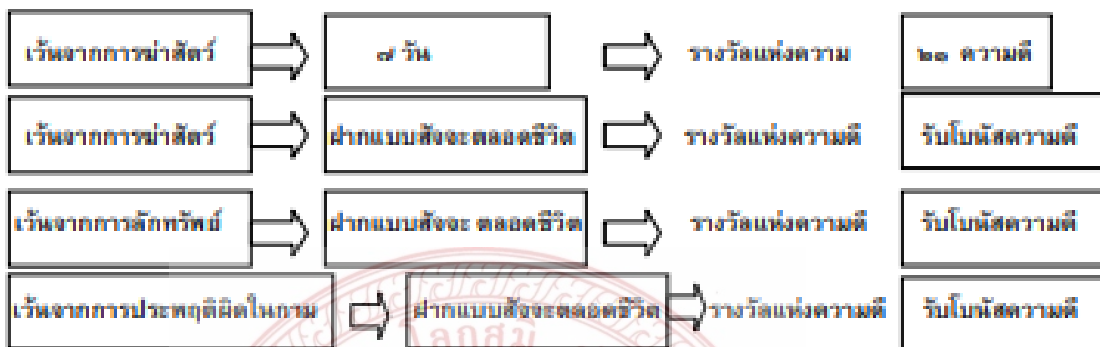 เว้นจากการฆ่าสัตว์ ๗ วัน รางวัลแห่งความ ๒๑ ความดี
เว้นจากการฆ่าสัตว์ ฝากแบบสัจจะตลอดชีวิต รางวัลแห่งความดี รับโบนัสความดี
เว้นจากการลักทรัพย์ ฝากแบบสัจจะ ตลอดชีวิต รางวัลแห่งความดี รับโบนัสความดี
เว้นจากการประพฤติผิดในกาม ฝากแบบสัจจะตลอดชีวิต รางวัลแห่งความดี รับโบนัสความดี